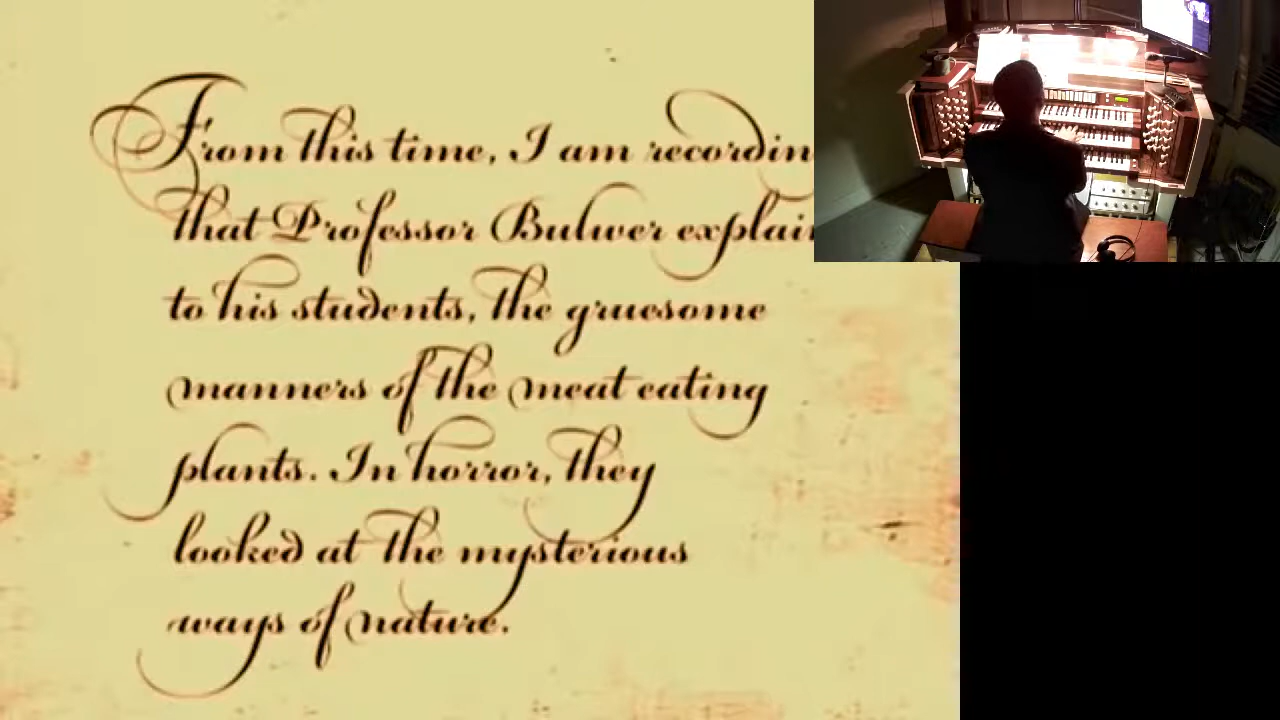 From this time, I am recordin
that Professor Bulwer explai
to his students, the gruesome
manners of the meat eating
plants. In horror, they
looked at the mysterious
ways of nature.